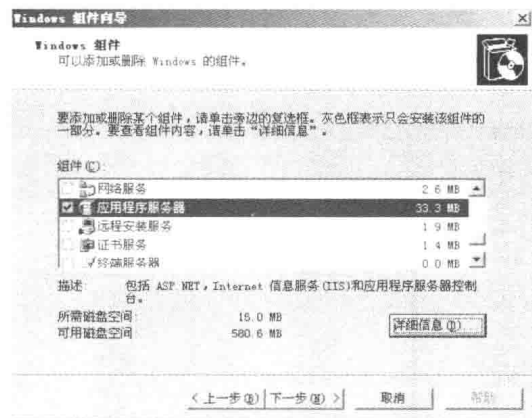 Windows 组件向导
Windows 组件
可以添加或删除 Windows 的组件。
要添加或删除某个组件，请单击旁边的复选框。灰色框表示只会安装该组件的
一部分。要查看组件内容，请单击“详细信息”。
组件(C):
网络服务 2.6 MB
应用程序服务器 33.3 MB
远程安装服务 1.9 MB
证书服务 1.4 MB
终端服务器 0.0 MB
描述: 包括 ASP.NET，Internet 信息服务(IIS)和应用程序服务器控制
台。
所需磁盘空间: 16.0 MB
可用磁盘空间: 580.6 MB
详细信息(D)...
< 上一步(B) 下一步(N) > 取消 帮助